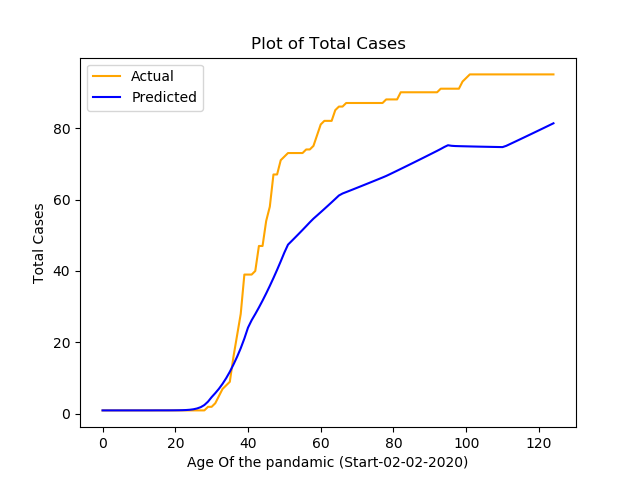 Plot of Total Cases
Actual
Predicted
80
60
40
20
0
Total Cases
0 20 40 60 80 100 120
Age Of the pandamic (Start-02-02-2020)